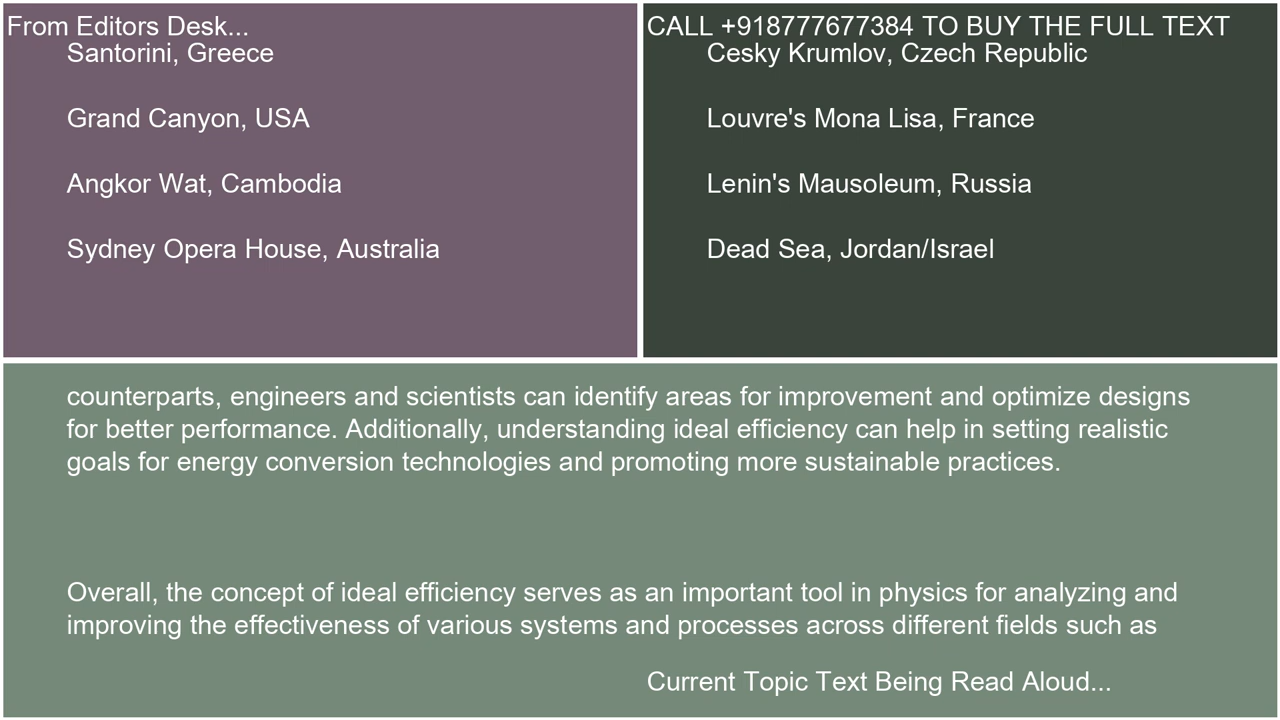 From Editors Desk...
Santorini, Greece
Grand Canyon, USA
Angkor Wat, Cambodia
Sydney Opera House, Australia
CALL +918777677384 TO BUY THE FULL TEXT
Cesky Krumlov, Czech Republic
Louvre's Mona Lisa, France
Lenin's Mausoleum, Russia
Dead Sea, Jordan/Israel
counterparts, engineers and scientists can identify areas for improvement and optimize designs
for better performance. Additionally, understanding ideal efficiency can help in setting realistic
goals for energy conversion technologies and promoting more sustainable practices.
Overall, the concept of ideal efficiency serves as an important tool in physics for analyzing and
improving the effectiveness of various systems and processes across different fields such as
Current Topic Text Being Read Aloud...